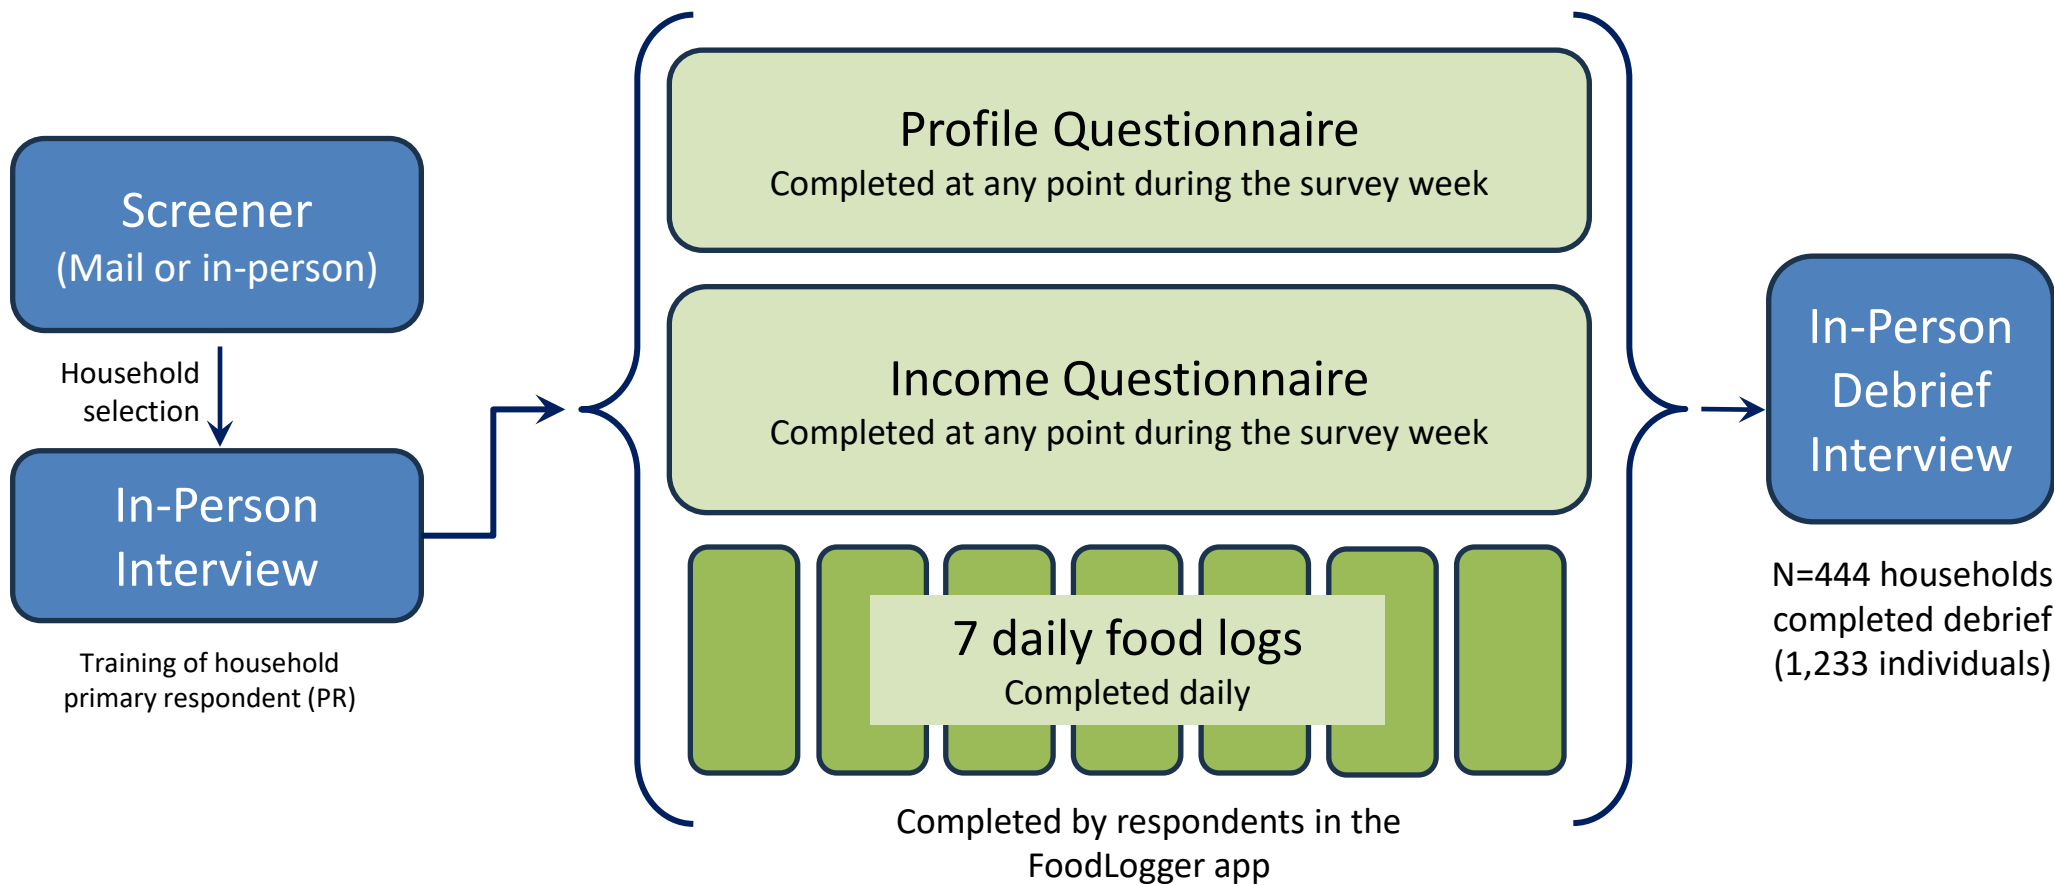 Screener
(Mail or in-person)
Household
selection
In-Person
Interview
Training of household
primary respondent (PR)
Profile Questionnaire
Completed at any point during the survey week
Income Questionnaire
Completed at any point during the survey week
7 daily food logs
Completed daily
Completed by respondents in the
FoodLogger app
In-Person
Debrief
Interview
N=444 households
completed debrief
(1,233 individuals)